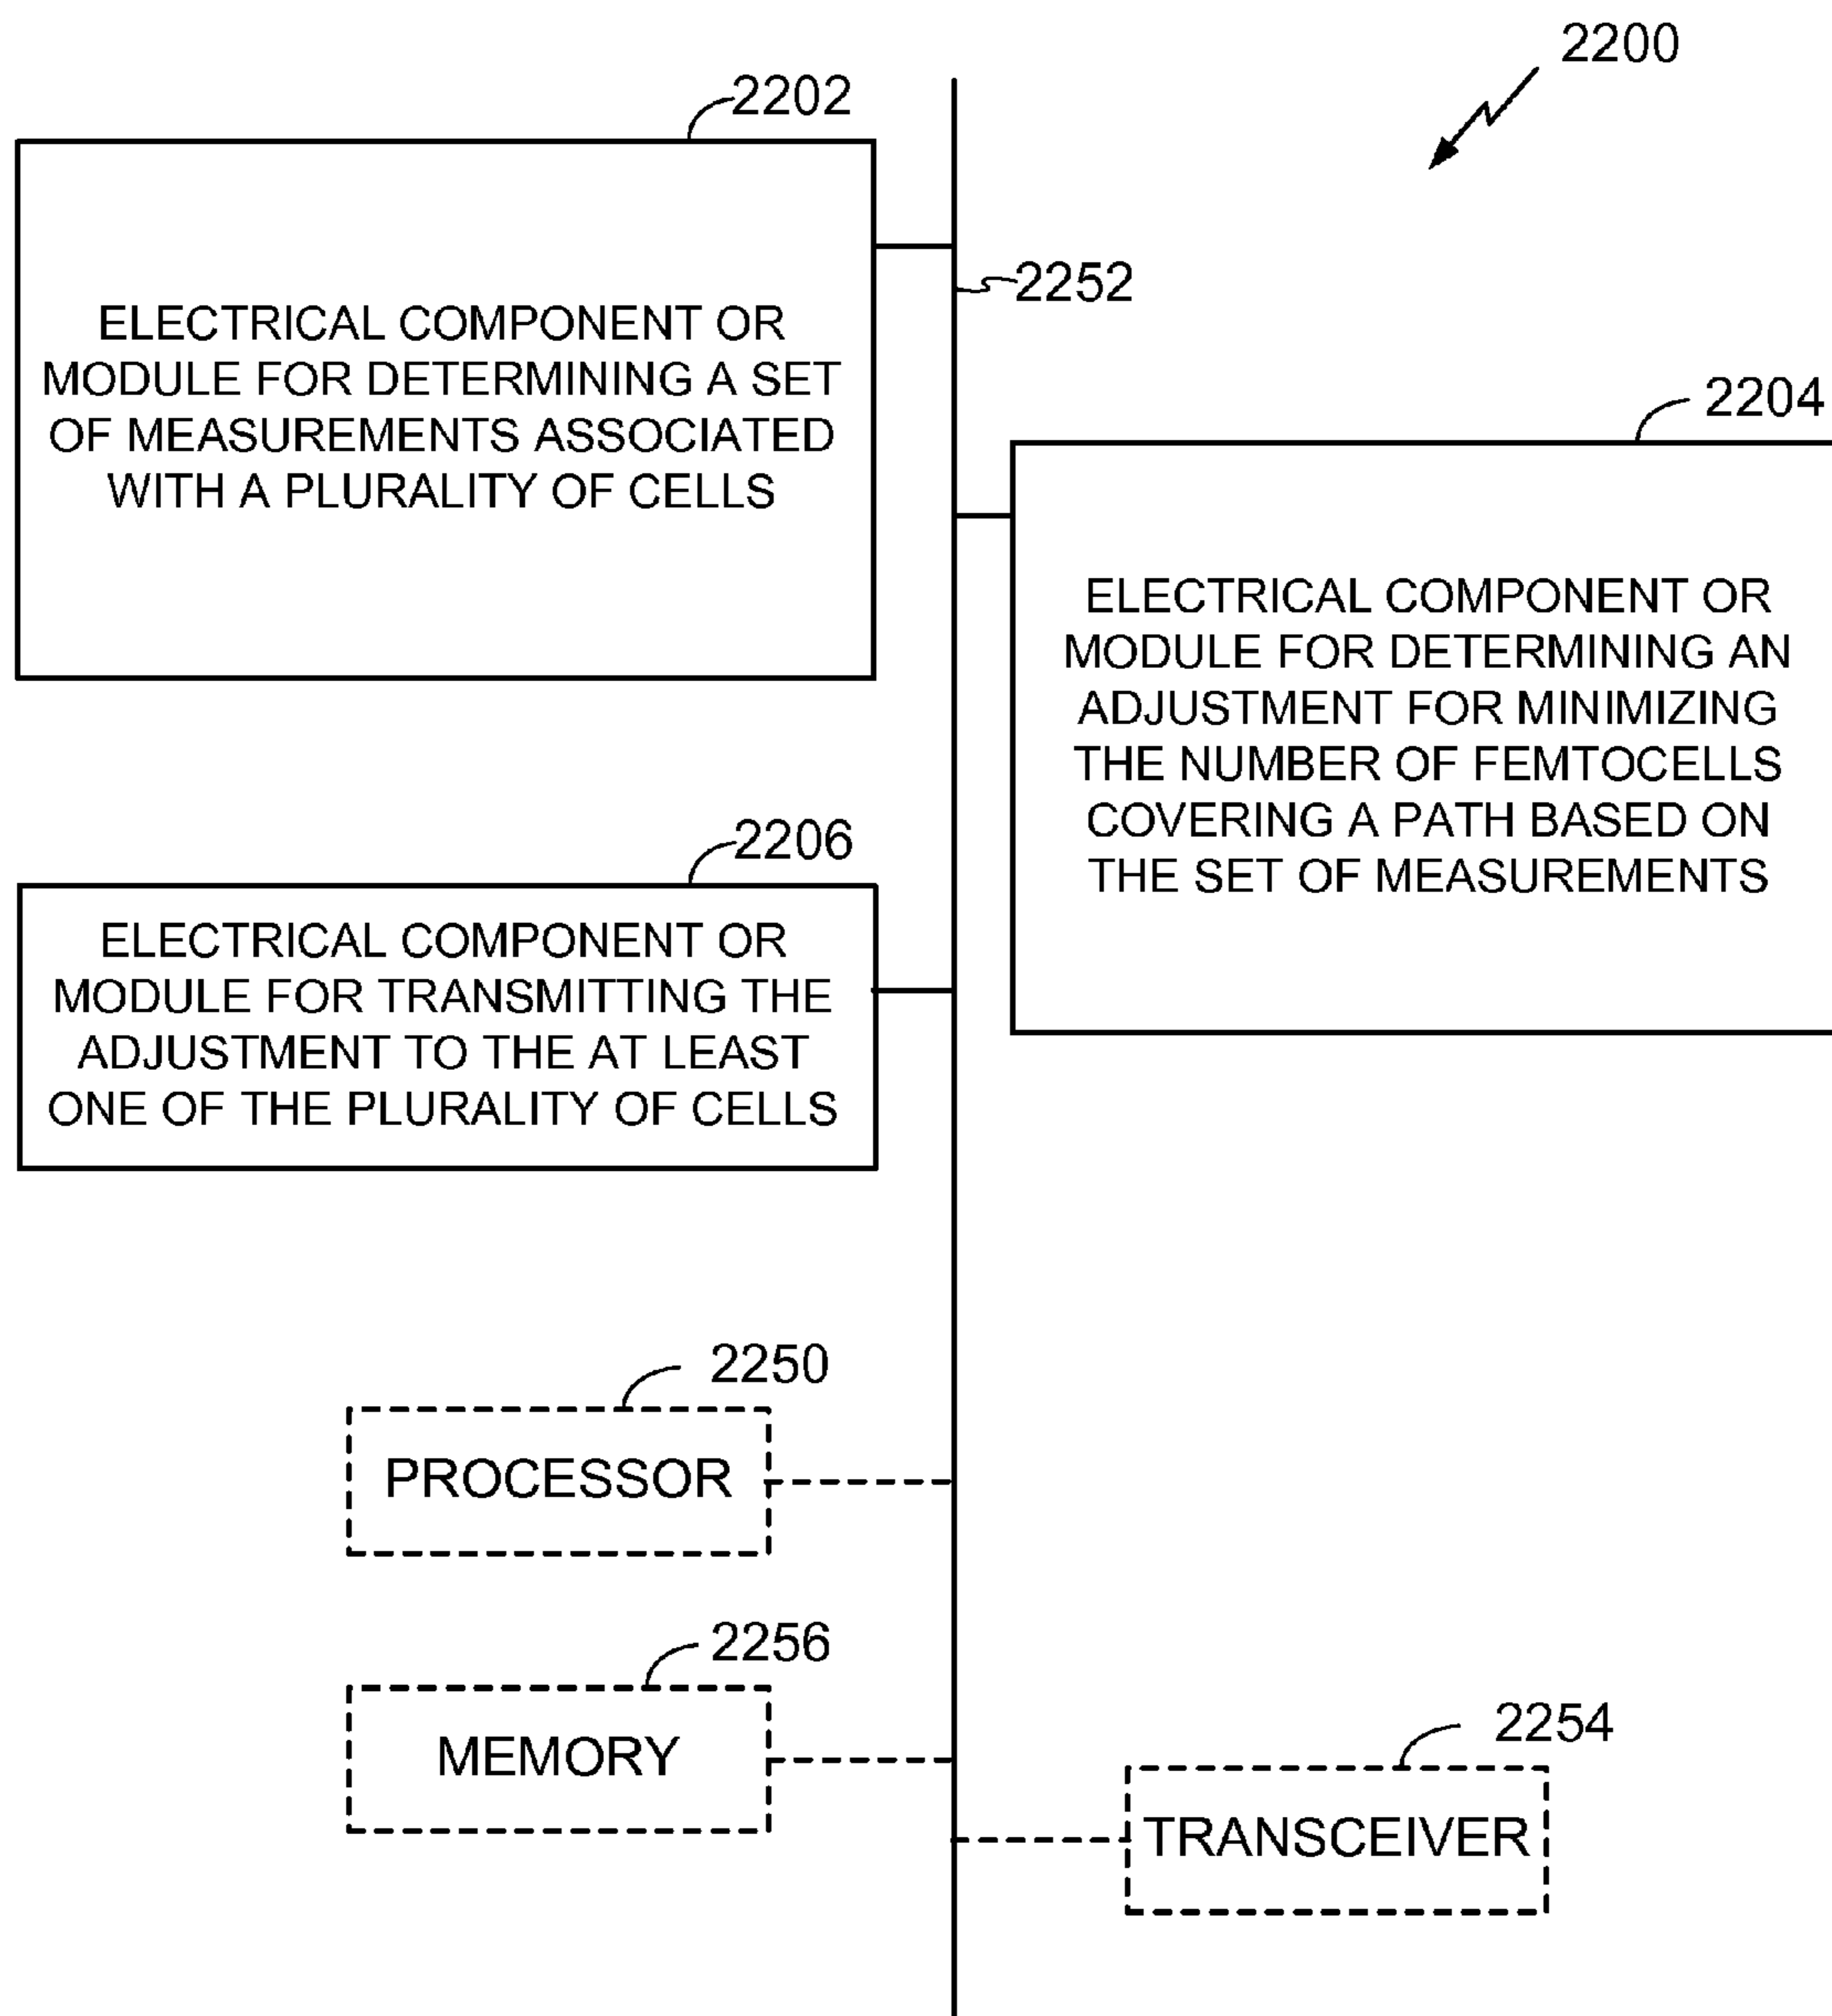 2200
2202
ELECTRICAL COMPONENT OR
MODULE FOR DETERMINING A SET
OF MEASUREMENTS ASSOCIATED
WITH A PLURALITY OF CELLS
2252
2204
ELECTRICAL COMPONENT OR
MODULE FOR DETERMINING AN
ADJUSTMENT FOR MINIMIZING
THE NUMBER OF FEMTOCELLS
COVERING A PATH BASED ON
THE SET OF MEASUREMENTS
2206
ELECTRICAL COMPONENT OR
MODULE FOR TRANSMITTING THE
ADJUSTMENT TO THE AT LEAST
ONE OF THE PLURALITY OF CELLS
2250
PROCESSOR
2256
MEMORY
2254
TRANSCEIVER